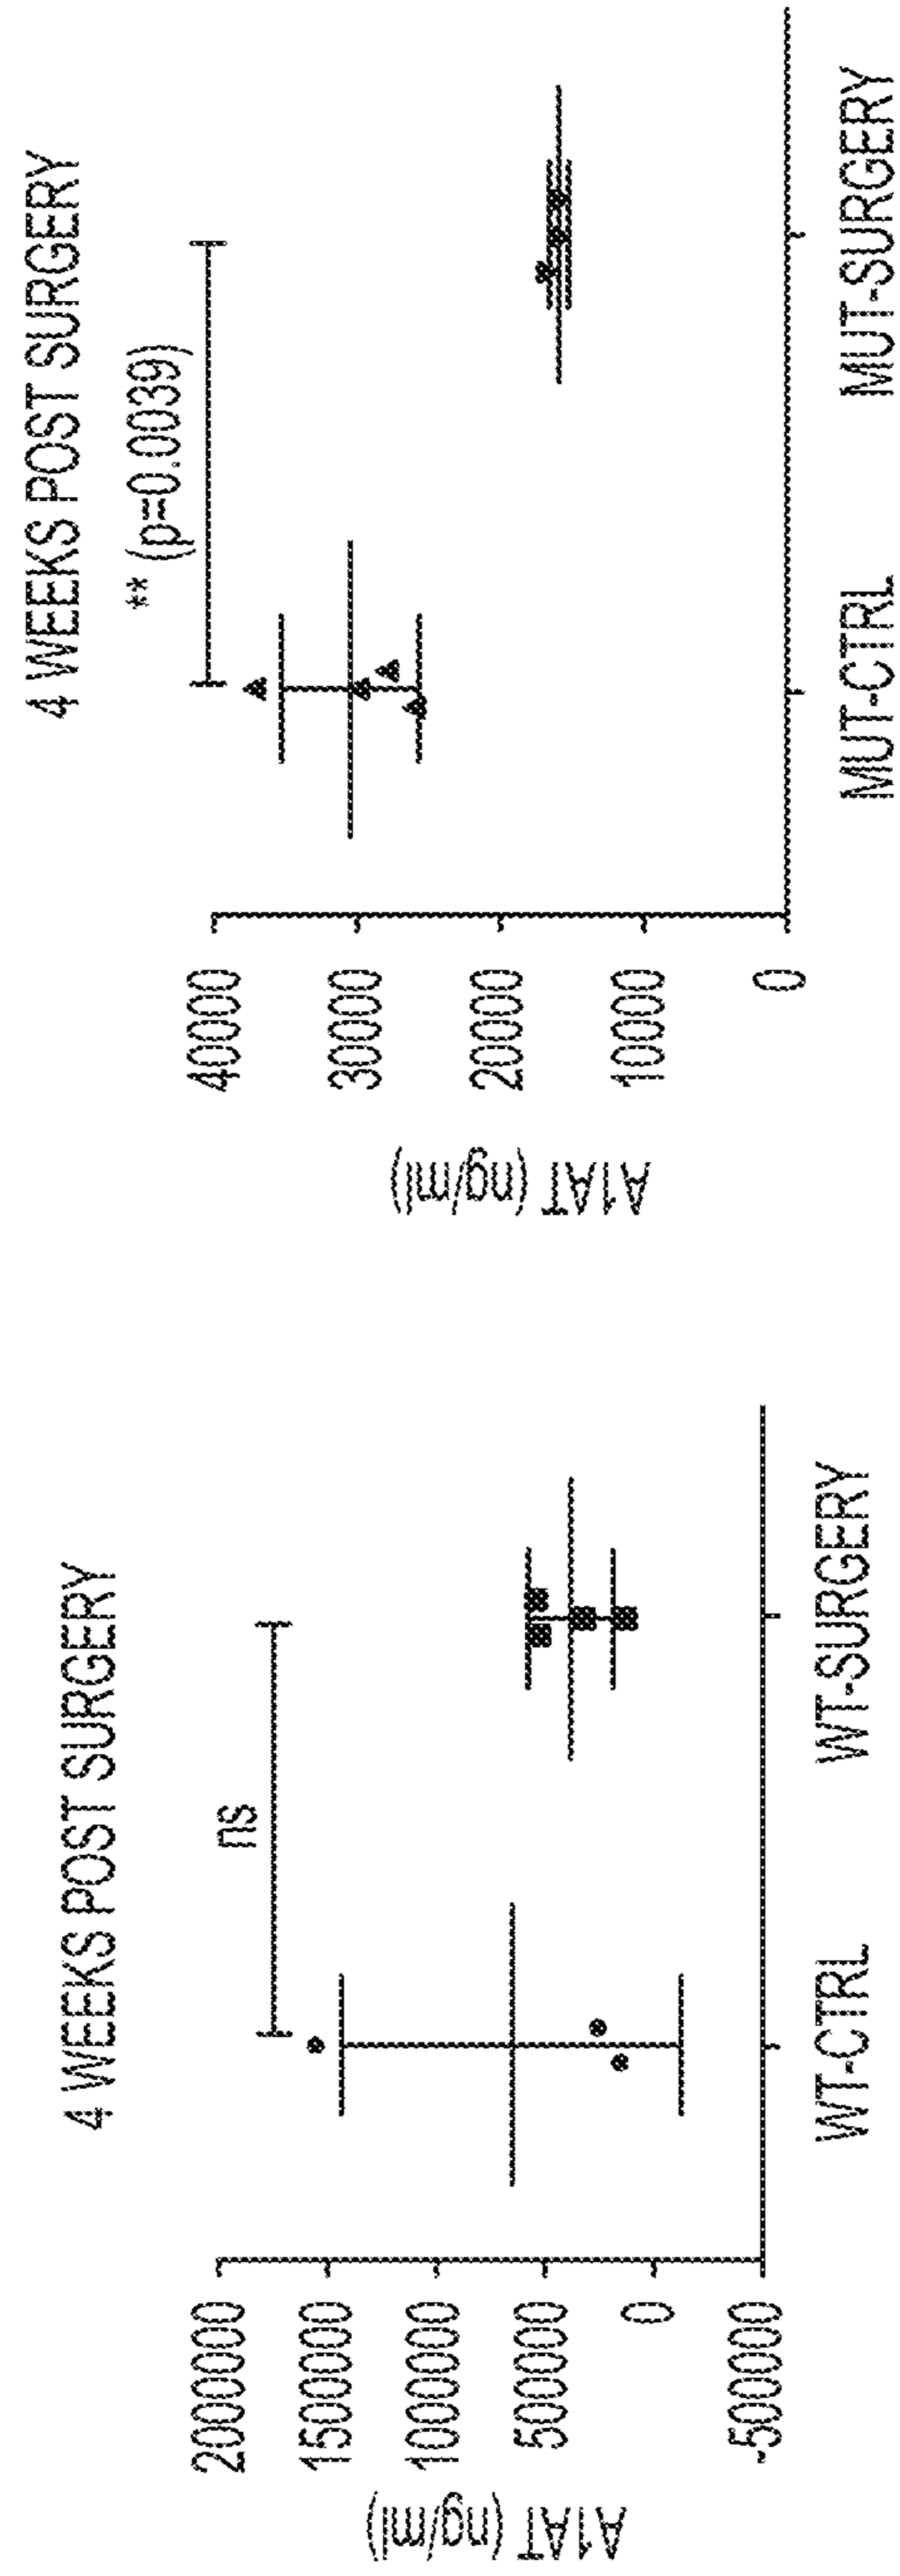 4 WEEKS POST SURGERY
ns
A1AT (ng/ml)
2000000
1500000
1000000
500000
0
-500000
WT-CTRL
WT-SURGERY
4 WEEKS POST SURGERY
** (p=0.0039)
A1AT (ng/ml)
40000
30000
20000
10000
0
MUT-CTRL
MUT-SURGERY